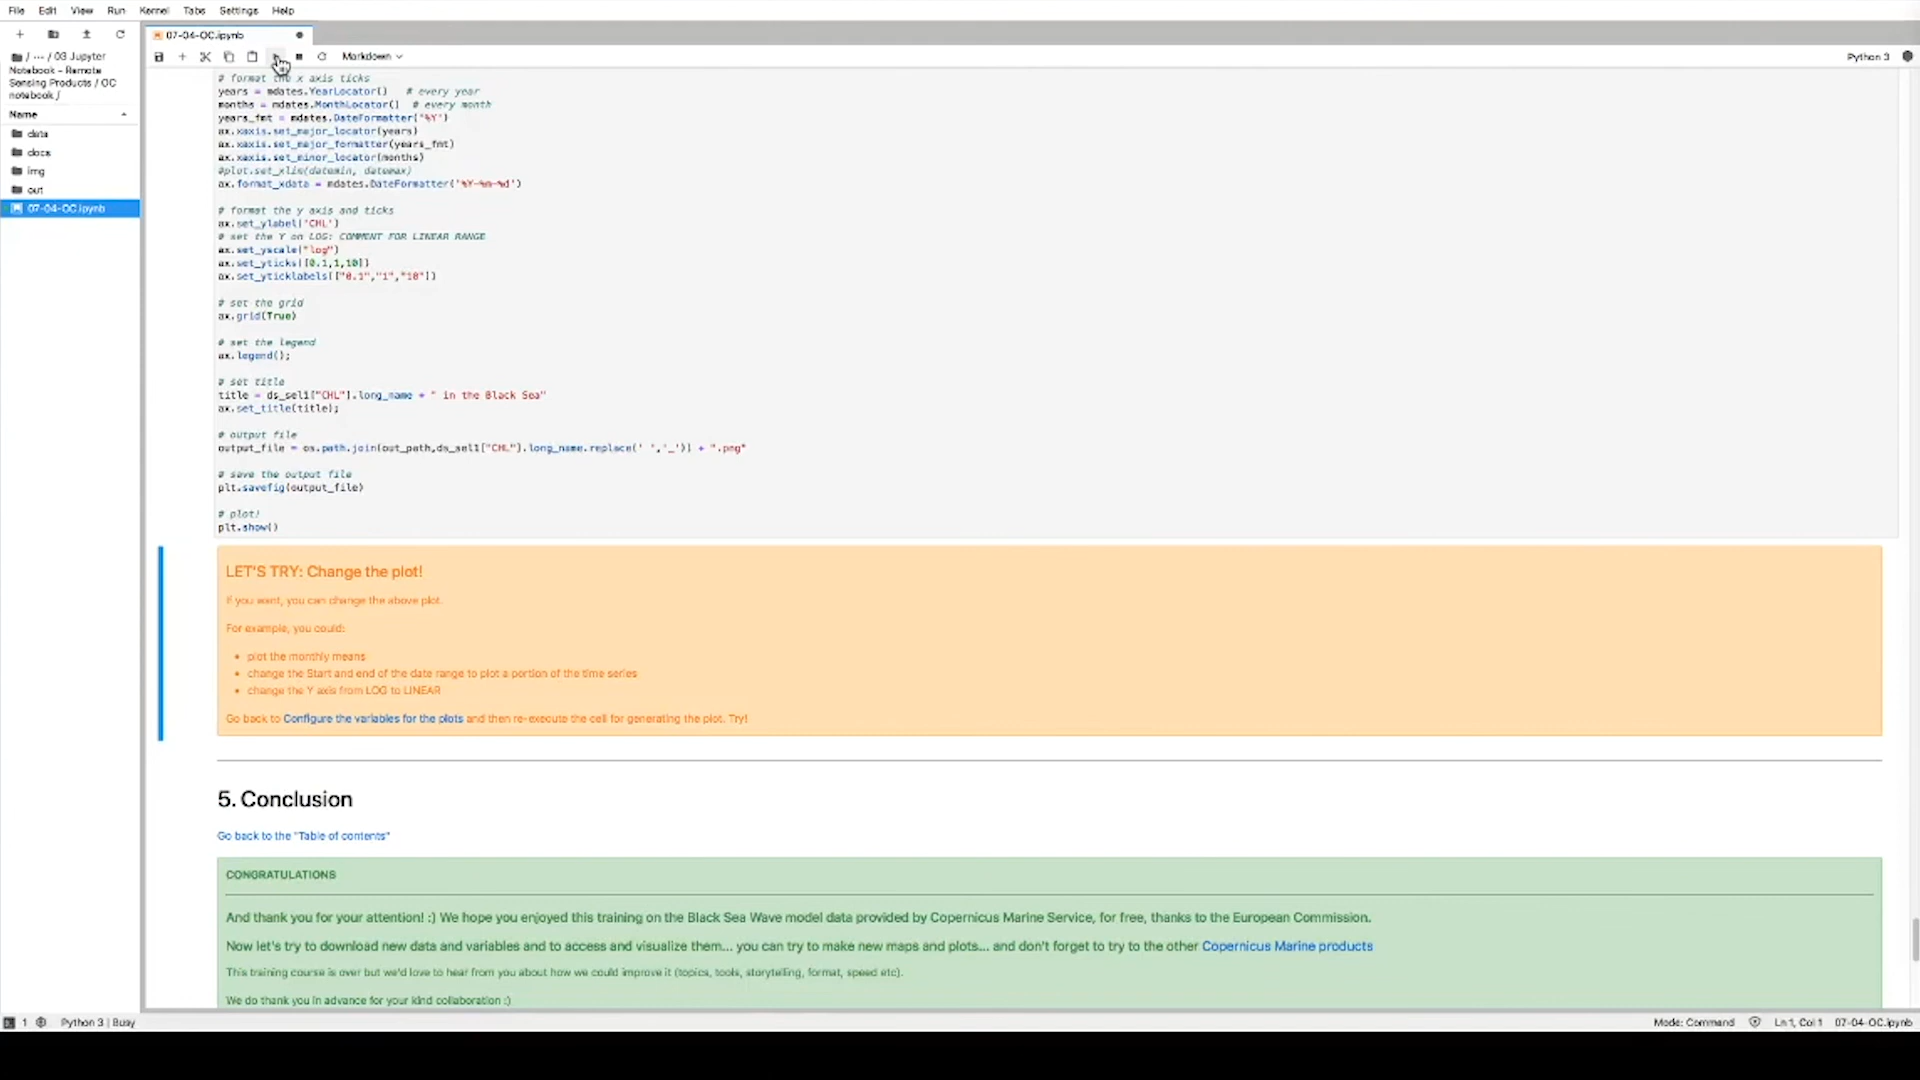 File Edit View Run Kernel Tabs Settings Help
07-04-OC.ipynb
/ ··· / 03 Jupyter
Notebook - Remote
Sensing Products / OC
notebook /
Markdown
Python 3
Name
data
docs
img
out
07-04-OC.ipynb
# format the x axis ticks
years = mdates.YearLocator() # every year
months = mdates.MonthLocator() # every month
years_fmt = mdates.DateFormatter('%Y')
ax.xaxis.set_major_locator(years)
ax.xaxis.set_major_formatter(years_fmt)
ax.xaxis.set_minor_locator(months)
#plot.set_xlim(datemin, datemax)
ax.format_xdata = mdates.DateFormatter('%Y-%m-%d')
# format the y axis and ticks
ax.set_ylabel('CHL')
# set the Y on LOG: COMMENT FOR LINEAR RANGE
ax.set_yscale("log")
ax.set_yticks([0.1,1,10])
ax.set_yticklabels(["0.1","1","10"])
# set the grid
ax.grid(True)
# set the legend
ax.legend();
# set title
title = ds_sel1["CHL"].long_name + " in the Black Sea"
ax.set_title(title);
# output file
output_file = os.path.join(out_path,ds_sel1["CHL"].long_name.replace(' ','_')) + ".png"
# save the output file
plt.savefig(output_file)
# plot!
plt.show()
LET'S TRY: Change the plot!
If you want, you can change the above plot.
For example, you could:
• plot the monthly means
• change the Start and end of the date range to plot a portion of the time series
• change the Y axis from LOG to LINEAR
Go back to Configure the variables for the plots and then re-execute the cell for generating the plot. Try!
5. Conclusion
Go back to the "Table of contents"
CONGRATULATIONS
And thank you for your attention! :) We hope you enjoyed this training on the Black Sea Wave model data provided by Copernicus Marine Service, for free, thanks to the European Commission.
Now let's try to download new data and variables and to access and visualize them... you can try to make new maps and plots... and don't forget to try to the other Copernicus Marine products
This training course is over but we'd love to hear from you about how we could improve it (topics, tools, storytelling, format, speed etc).
We do thank you in advance for your kind collaboration :)
1 Python 3 | Busy
Mode: Command Ln 1, Col 1 07-04-OC.ipynb